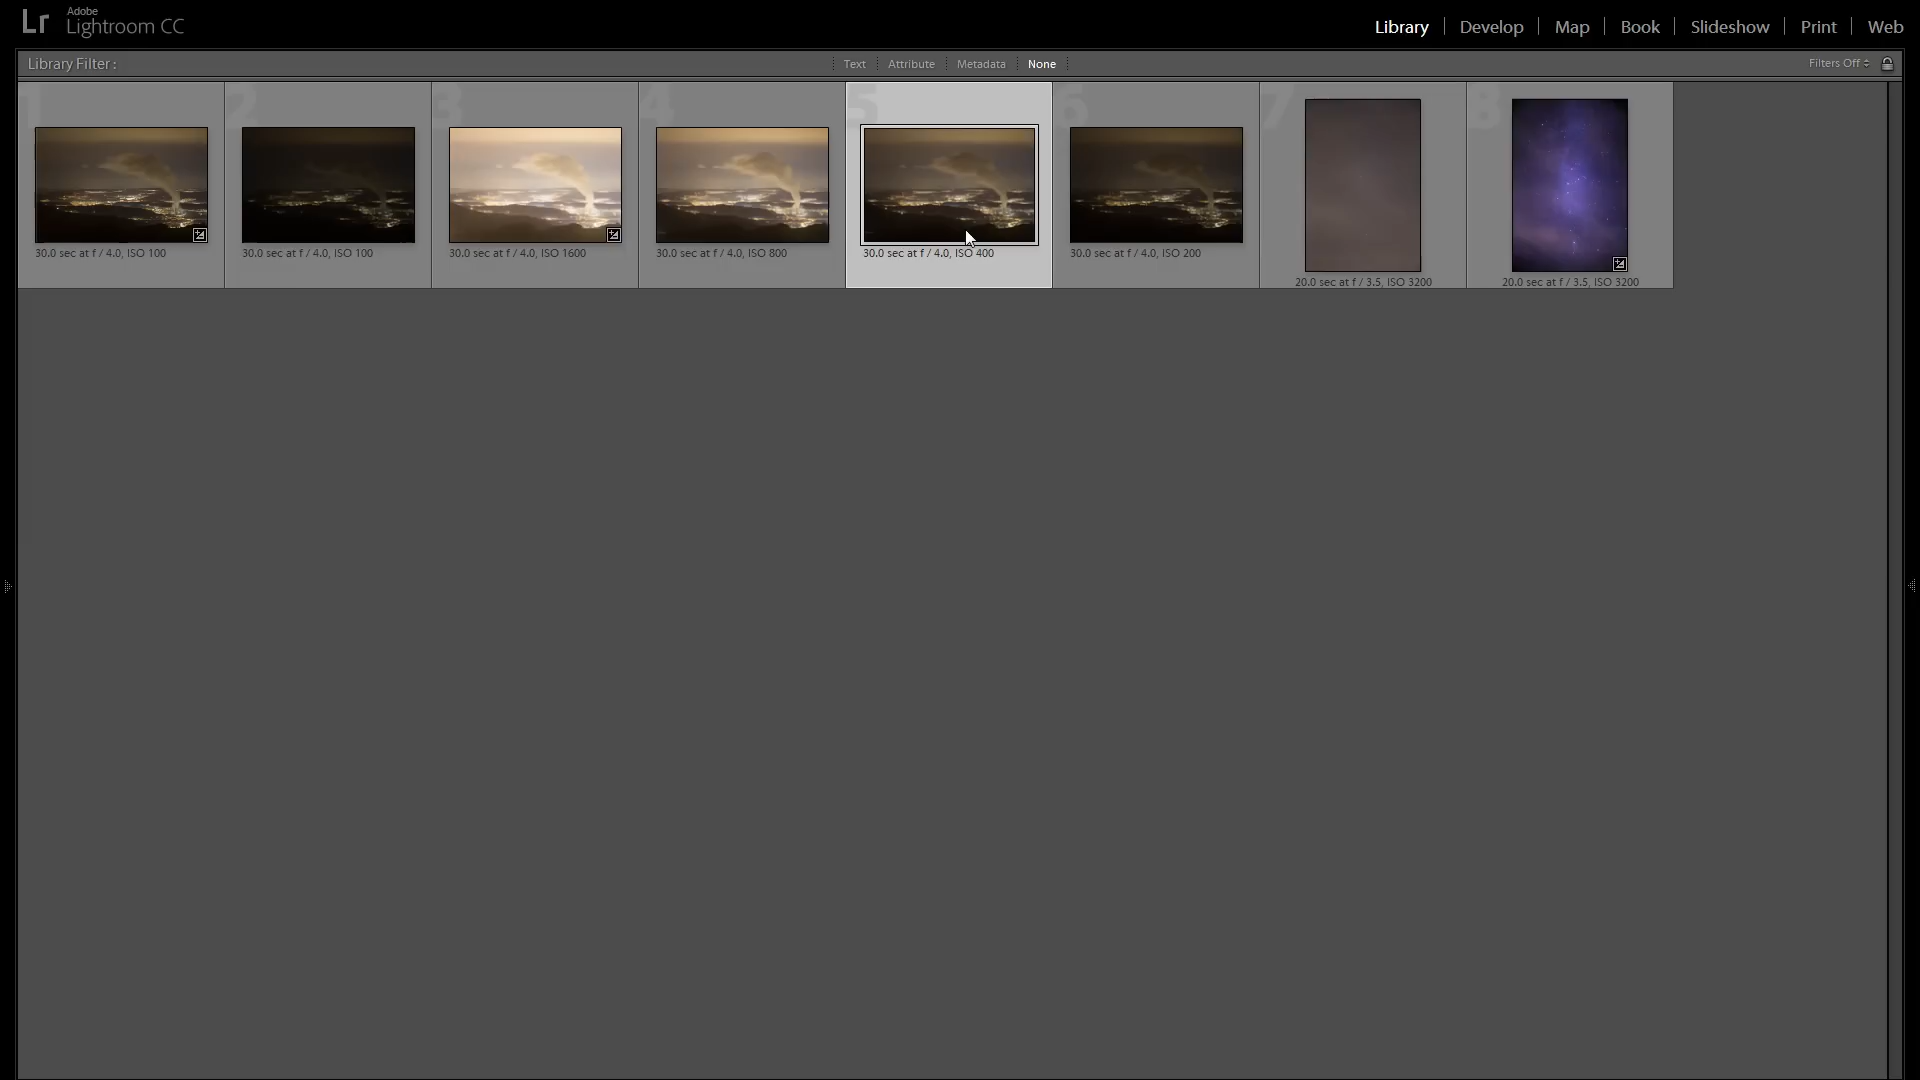 Lr
Adobe
Lightroom CC
Library Develop Map Book Slideshow Print Web
Library Filter :
Text Attribute Metadata None
Filters Off
1 2 3 4 5 6 7 8
30.0 sec at f / 4.0, ISO 100
30.0 sec at f / 4.0, ISO 100
30.0 sec at f / 4.0, ISO 1600
30.0 sec at f / 4.0, ISO 800
30.0 sec at f / 4.0, ISO 400
30.0 sec at f / 4.0, ISO 200
20.0 sec at f / 3.5, ISO 3200
20.0 sec at f / 3.5, ISO 3200